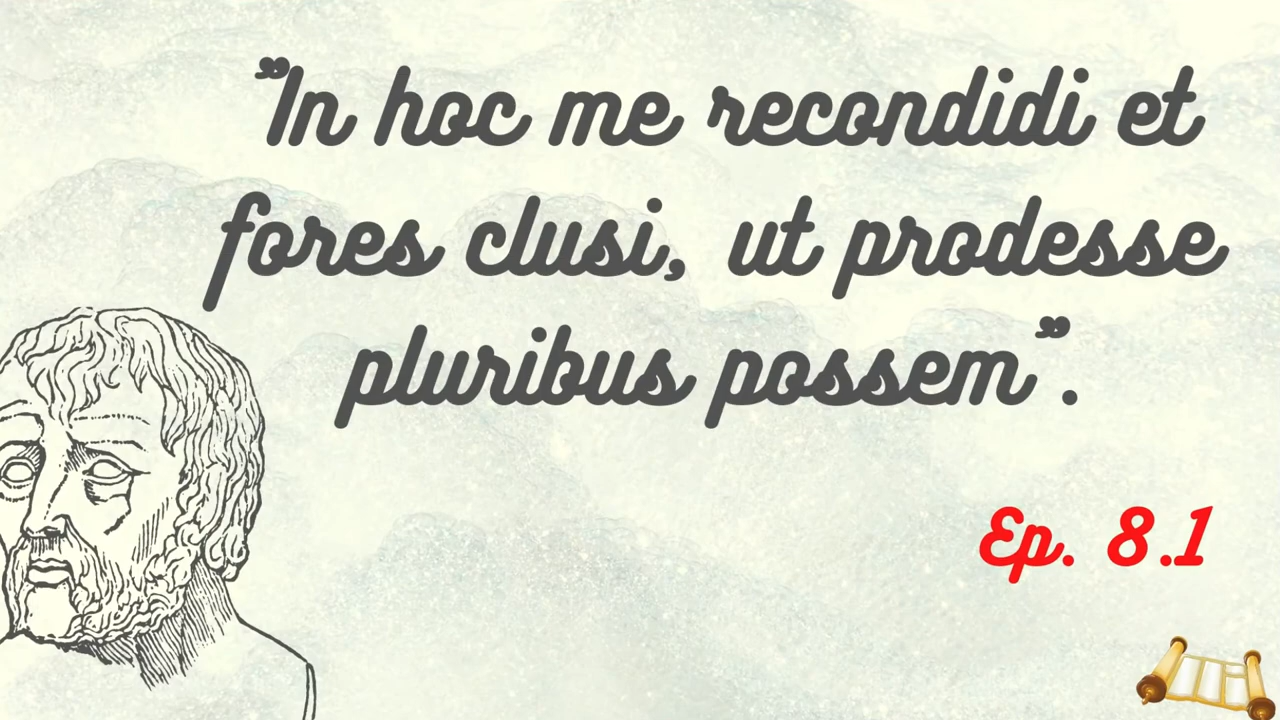 "In hoc me recondidi et
fores clusi, ut prodesse
pluribus possem".
Ep. 8.1